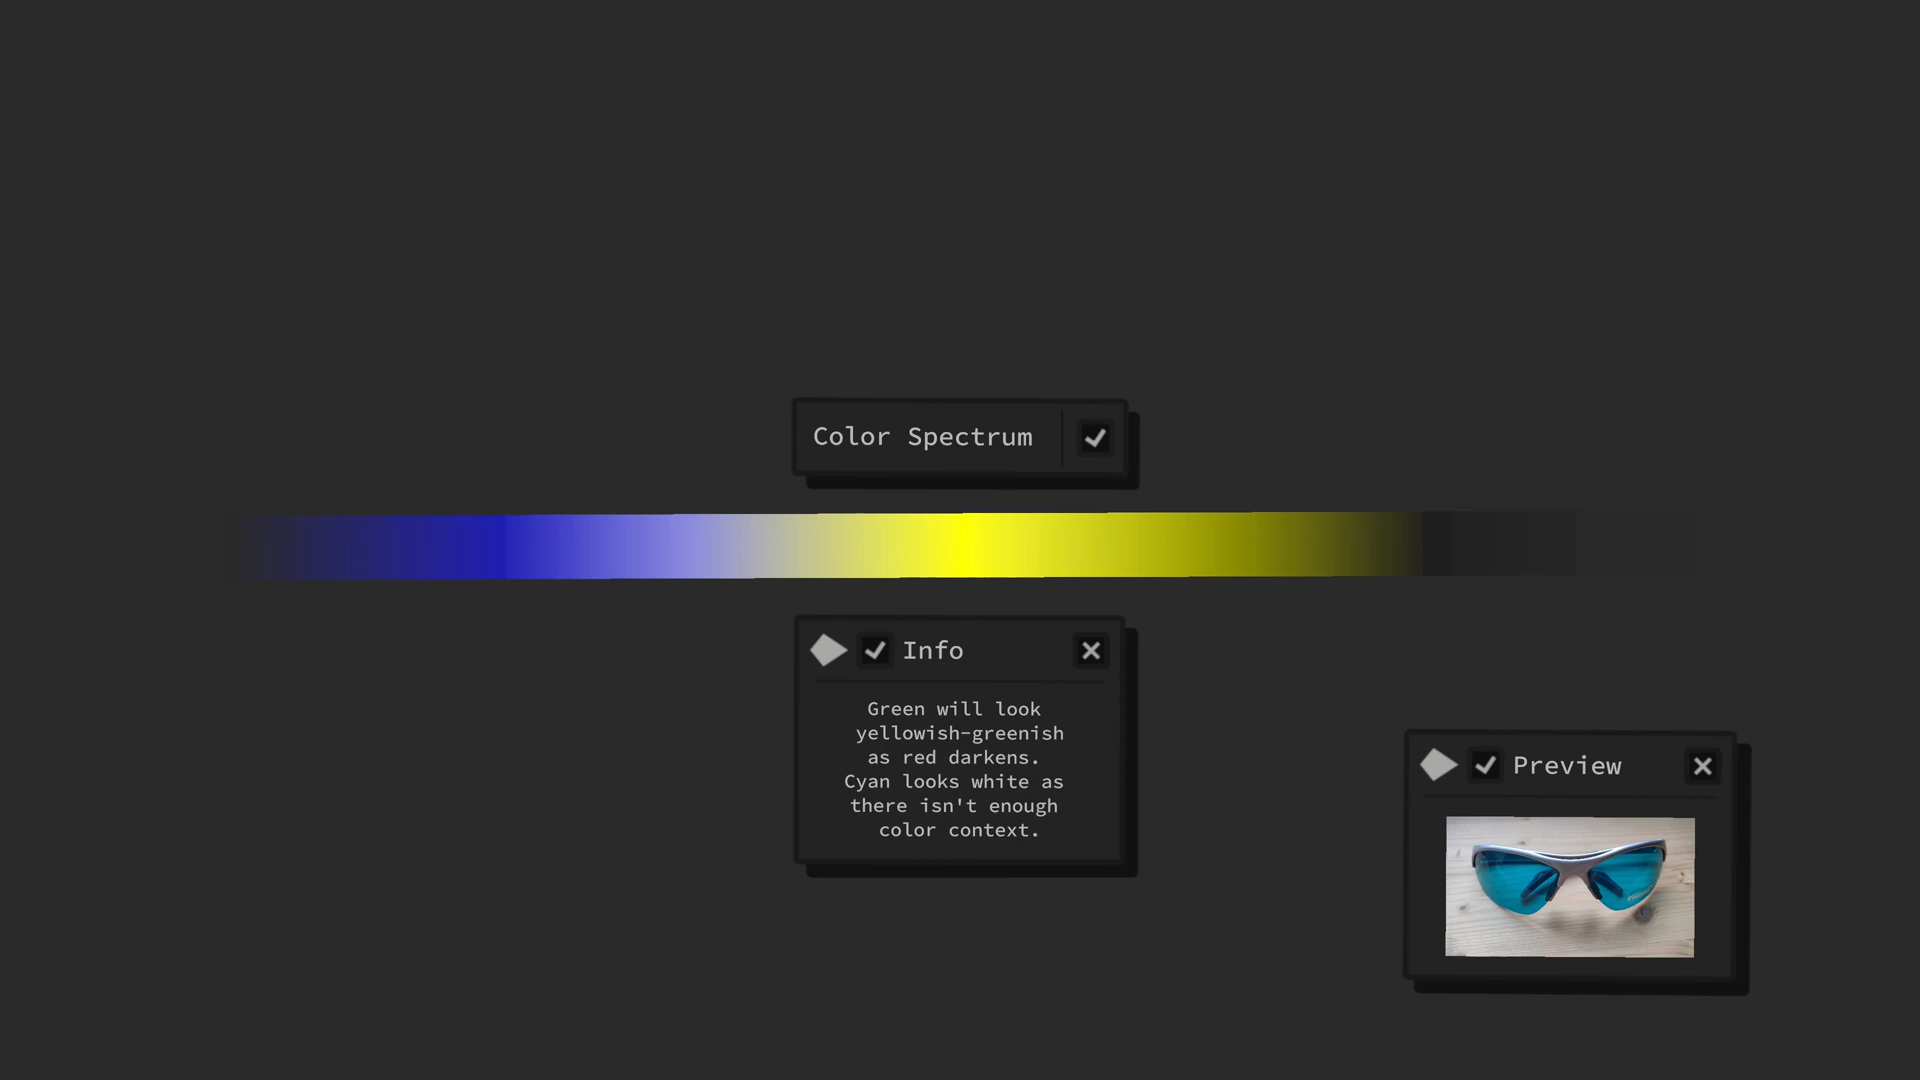 Color Spectrum
Info
Green will look
yellowish-greenish
as red darkens.
Cyan looks white as
there isn't enough
color context.
Preview